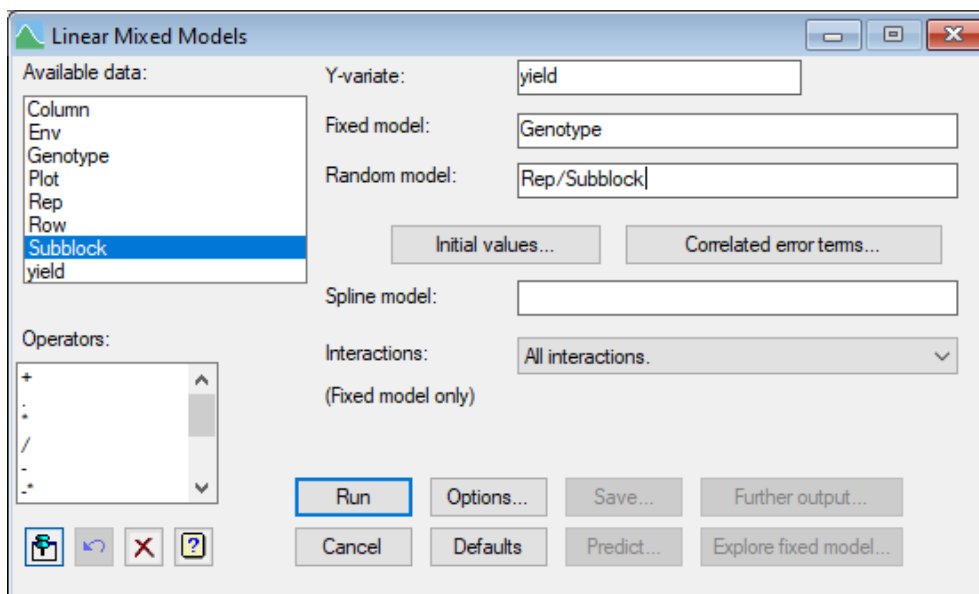 Linear Mixed Models
Available data:
Column
Env
Genotype
Plot
Rep
Row
Subblock
yield
Y-variate: yield
Fixed model: Genotype
Random model: Rep/Subblock
Initial values...
Correlated error terms...
Spline model:
Operators:
+
.
*
/
-
-*
Interactions: All interactions.
(Fixed model only)
Run
Options...
Save...
Further output...
Cancel
Defaults
Predict...
Explore fixed model...